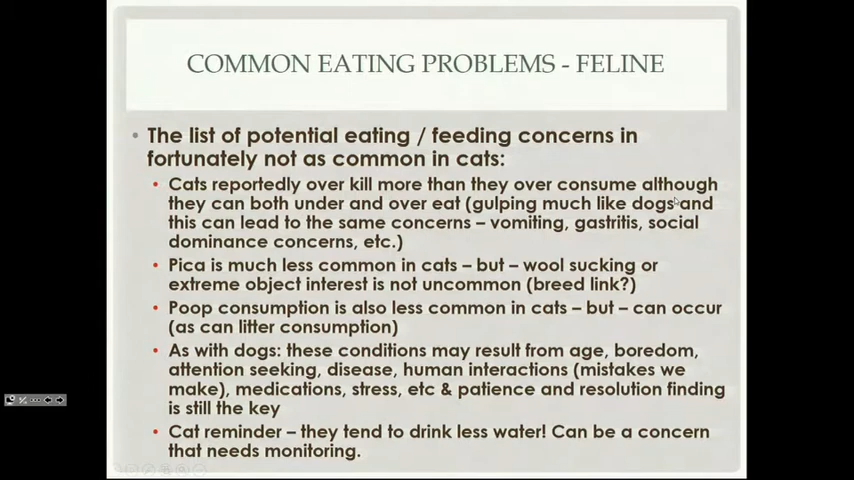 COMMON EATING PROBLEMS - FELINE
• The list of potential eating / feeding concerns in
fortunately not as common in cats:
• Cats reportedly over kill more than they over consume although
they can both under and over eat (gulping much like dogs and
this can lead to the same concerns – vomiting, gastritis, social
dominance concerns, etc.)
• Pica is much less common in cats – but – wool sucking or
extreme object interest is not uncommon (breed link?)
• Poop consumption is also less common in cats – but – can occur
(as can litter consumption)
• As with dogs: these conditions may result from age, boredom,
attention seeking, disease, human interactions (mistakes we
make), medications, stress, etc & patience and resolution finding
is still the key
• Cat reminder – they tend to drink less water! Can be a concern
that needs monitoring.